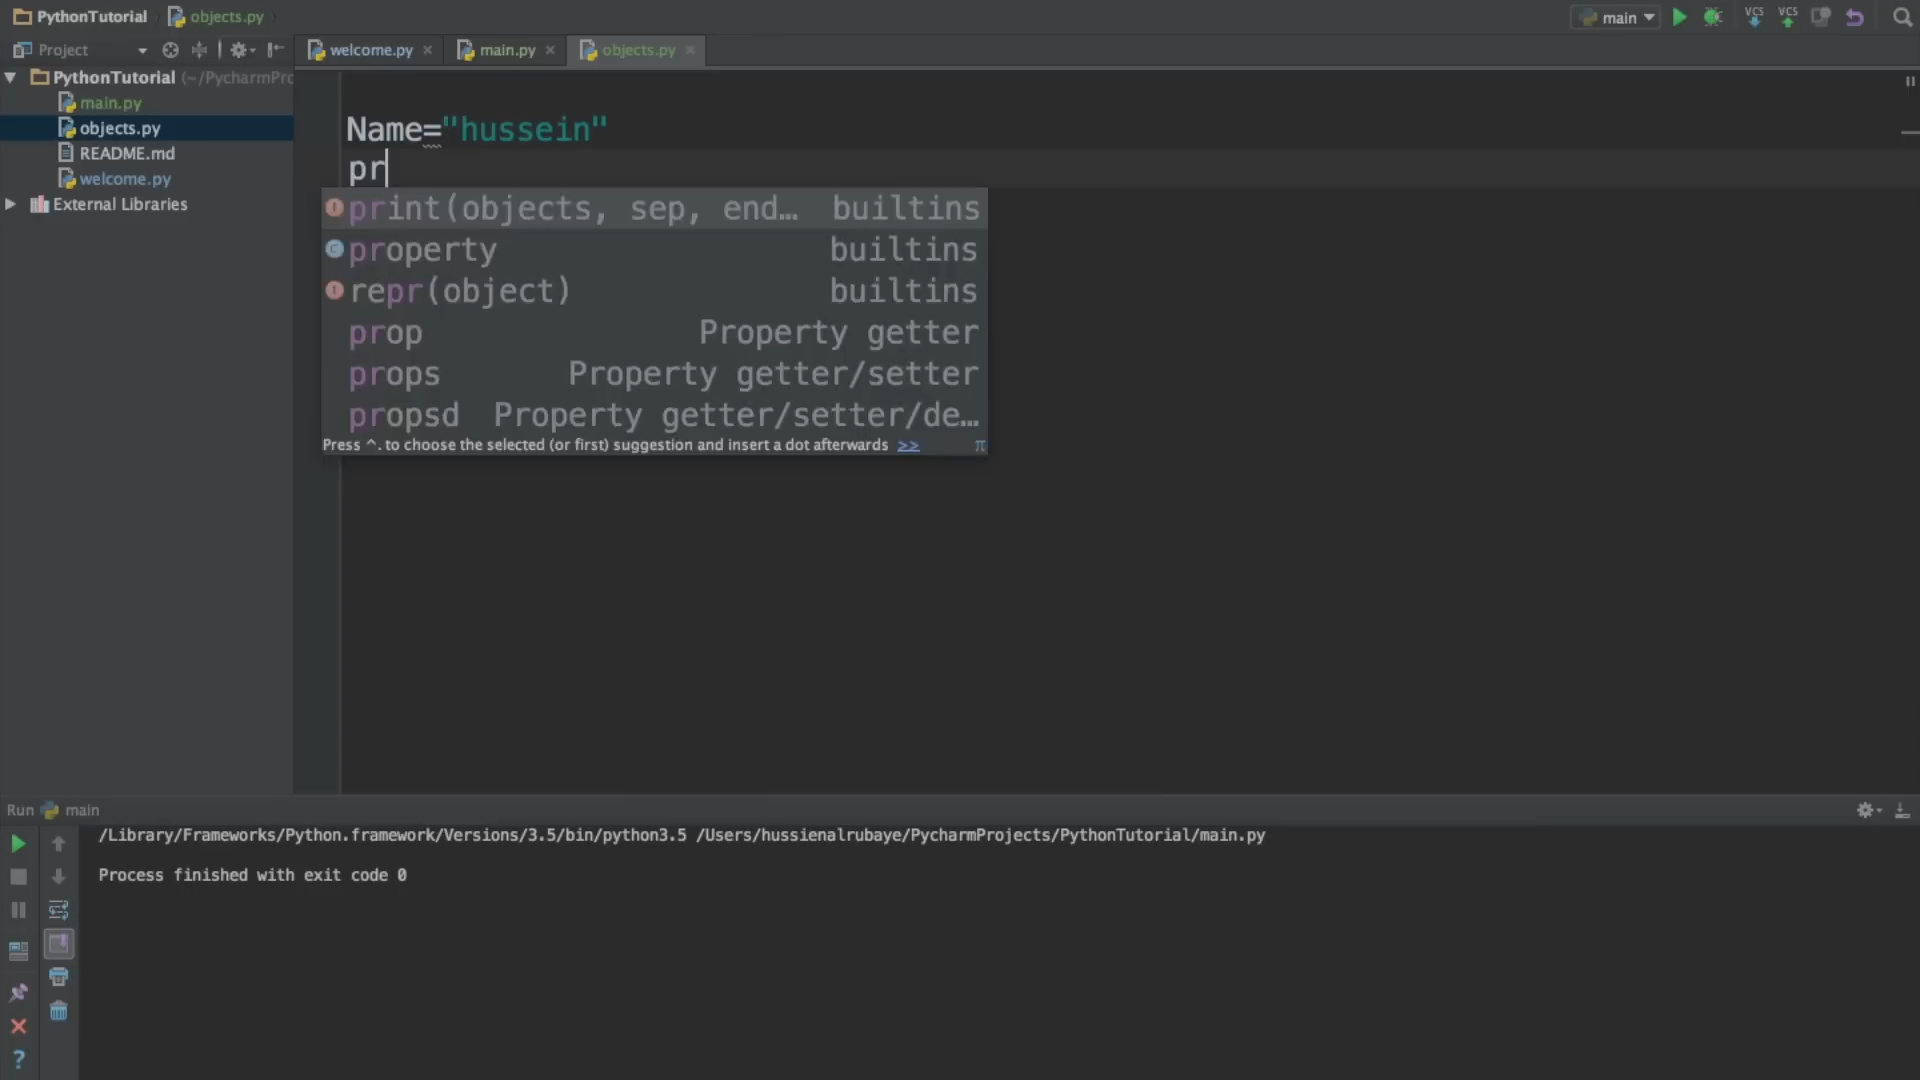 PythonTutorial objects.py
main
VCS VCS
Project
welcome.py × main.py × objects.py ×
PythonTutorial (~/PycharmPro
main.py
objects.py
README.md
welcome.py
External Libraries
Name="hussein"
pr
print(objects, sep, end… builtins
property builtins
repr(object) builtins
prop Property getter
props Property getter/setter
propsd Property getter/setter/de…
Press ^. to choose the selected (or first) suggestion and insert a dot afterwards >> π
Run main
/Library/Frameworks/Python.framework/Versions/3.5/bin/python3.5 /Users/hussienalrubaye/PycharmProjects/PythonTutorial/main.py
Process finished with exit code 0